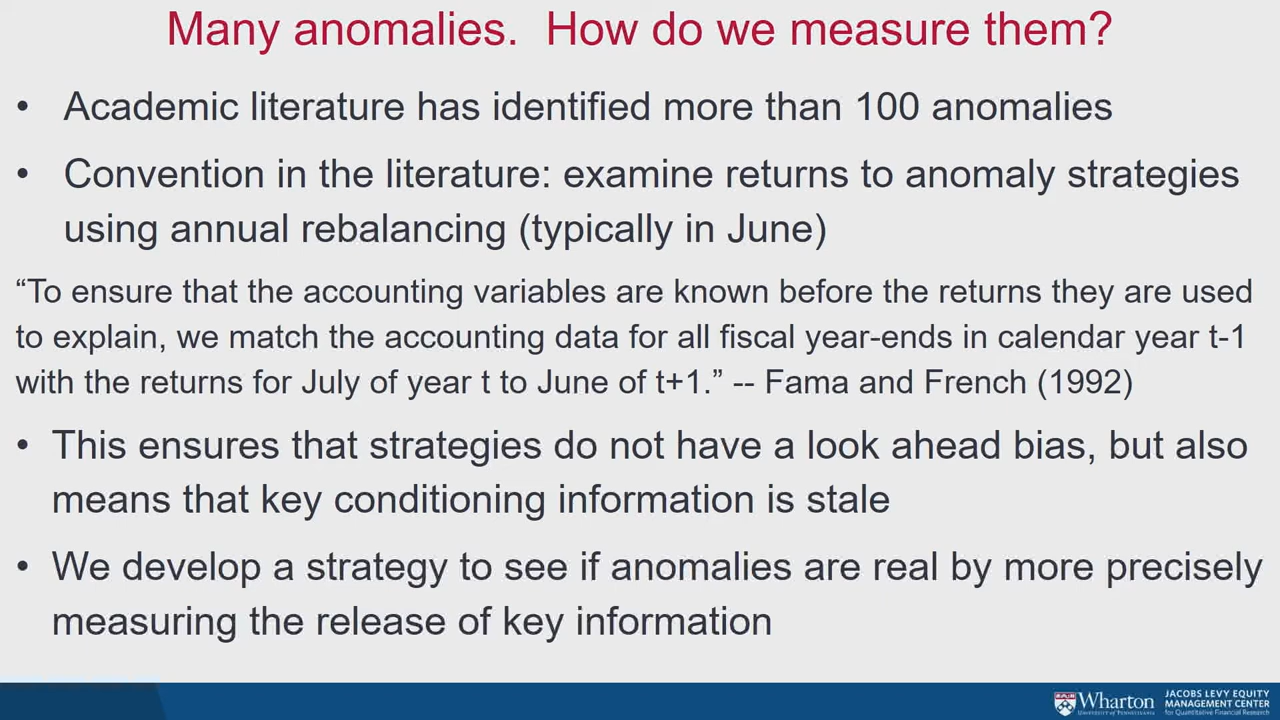 Many anomalies. How do we measure them?
• Academic literature has identified more than 100 anomalies
• Convention in the literature: examine returns to anomaly strategies
using annual rebalancing (typically in June)
“To ensure that the accounting variables are known before the returns they are used
to explain, we match the accounting data for all fiscal year-ends in calendar year t-1
with the returns for July of year t to June of t+1.” -- Fama and French (1992)
• This ensures that strategies do not have a look ahead bias, but also
means that key conditioning information is stale
• We develop a strategy to see if anomalies are real by more precisely
measuring the release of key information
Wharton
UNIVERSITY of PENNSYLVANIA
JACOBS LEVY EQUITY
MANAGEMENT CENTER
for Quantitative Financial Research